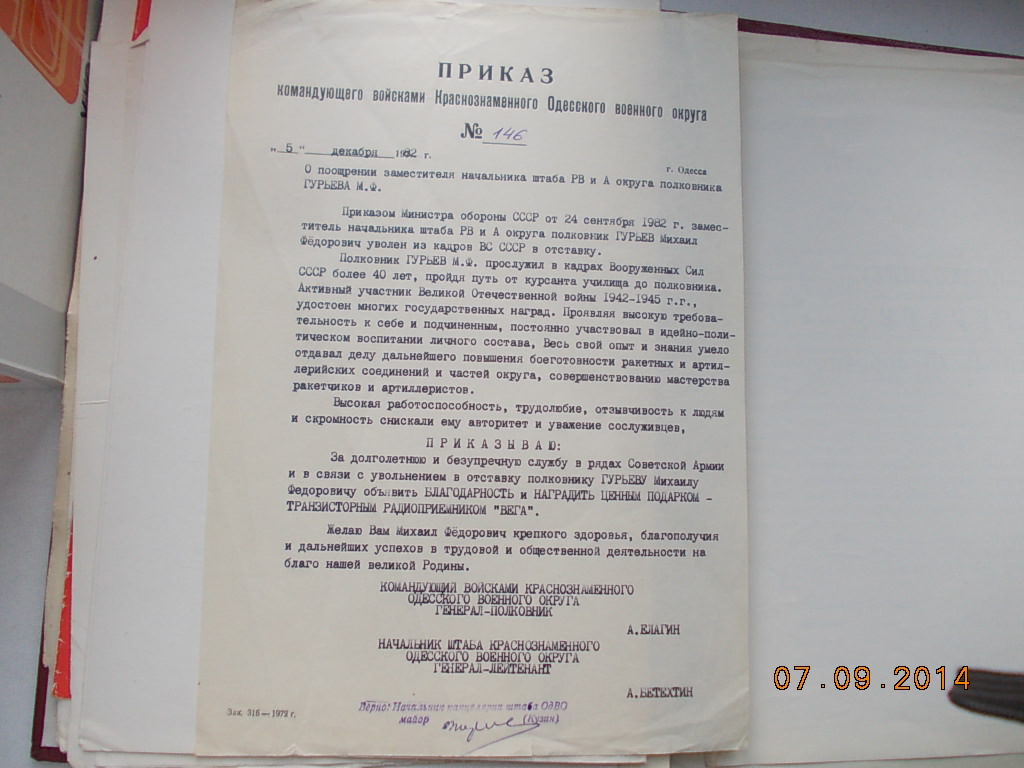 ПРИКАЗ
командующего войсками Краснознаменного Одесского военного округа
№ 146
„ 5 " декабря 1982 г.
г. Одесса
О поощрении заместителя начальника штаба РВ и А округа полковника
ГУРЬЕВА М.Ф.
Приказом Министра обороны СССР от 24 сентября 1982 г. замес-
титель начальника штаба РВ и А округа полковник ГУРЬЕВ Михаил
Фёдорович уволен из кадров ВС СССР в отставку.
Полковник ГУРЬЕВ М.Ф. прослужил в кадрах Вооруженных Сил
СССР более 40 лет, пройдя путь от курсанта училища до полковника.
Активный участник Великой Отечественной войны 1942-1945 г.г.,
удостоен многих государственных наград. Проявляя высокую требова-
тельность к себе и подчиненным, постоянно участвовал в идейно-поли-
тическом воспитании личного состава, Весь свой опыт и знания умело
отдавал делу дальнейшего повышения боеготовности ракетных и артил-
лерийских соединений и частей округа, совершенствованию мастерства
ракетчиков и артиллеристов.
Высокая работоспособность, трудолюбие, отзывчивость к людям
и скромность снискали ему авторитет и уважение сослуживцев,
П Р И К А З Ы В А Ю:
За долголетнюю и безупречную службу в рядах Советской Армии
и в связи с увольнением в отставку полковнику ГУРЬЕВУ Михаилу
Федоровичу объявить БЛАГОДАРНОСТЬ и НАГРАДИТЬ ЦЕННЫМ ПОДАРКОМ -
ТРАНЗИСТОРНЫМ РАДИОПРИЕМНИКОМ "ВЕГА".
Желаю Вам Михаил Фёдорович крепкого здоровья, благополучия
и дальнейших успехов в трудовой и общественной деятельности на
благо нашей великой Родины.
КОМАНДУЮЩИЙ ВОЙСКАМИ КРАСНОЗНАМЕННОГО
ОДЕССКОГО ВОЕННОГО ОКРУГА
ГЕНЕРАЛ-ПОЛКОВНИК
А.ЕЛАГИН
НАЧАЛЬНИК ШТАБА КРАСНОЗНАМЕННОГО
ОДЕССКОГО ВОЕННОГО ОКРУГА
ГЕНЕРАЛ-ЛЕЙТЕНАНТ
А.БЕТЕХТИН
Верно: Начальник канцелярии штаба ОдВО
майор (Кузан)
Зак. 316—1972 г.
07.09.2014